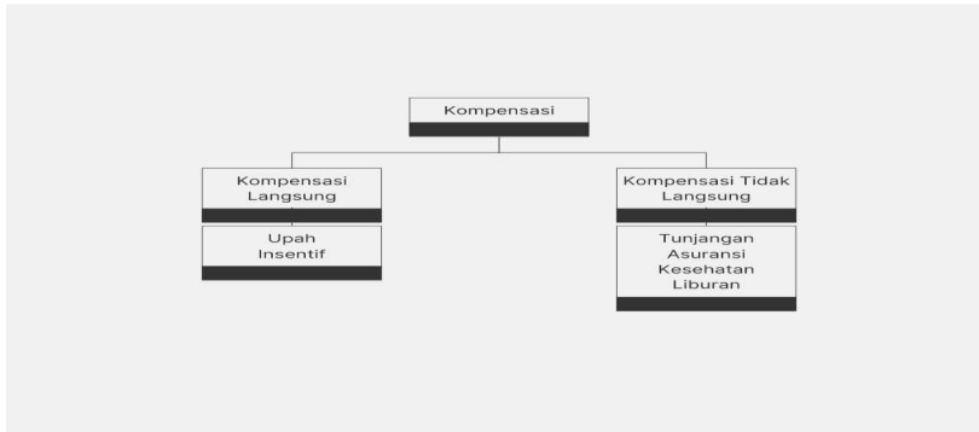 Kompensasi
Kompensasi
Langsung
Kompensasi Tidak
Langsung
Upah
Insentif
Tunjangan
Asuransi
Kesehatan
Liburan